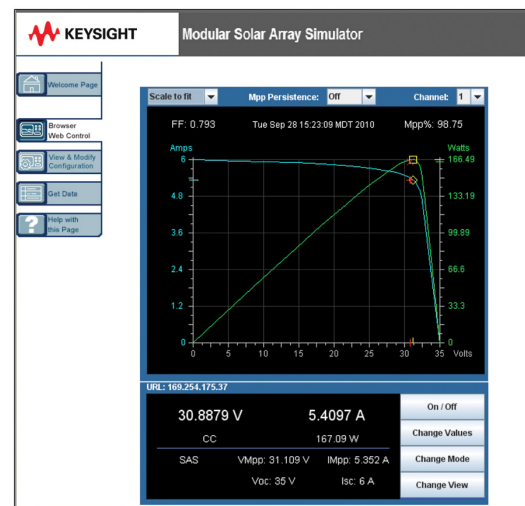 KEYSIGHT
Modular Solar Array Simulator
Welcome Page
Browser
Web Control
View & Modify
Configuration
Get Data
Help with
this Page
Scale to fit
Mpp Persistence: Off
Channel: 1
FF: 0.793
Tue Sep 28 15:23:09 MDT 2010
Mpp%: 98.75
Amps
Watts
6
166.49
4.8
133.19
3.6
99.89
2.4
66.6
1.2
33.3
0
0
0 5 10 15 20 25 30 35 Volts
URL: 169.254.175.37
30.8879 V
5.4097 A
CC
167.09 W
SAS
VMpp: 31.109 V
IMpp: 5.352 A
Voc: 35 V
Isc: 6 A
On / Off
Change Values
Change Mode
Change View